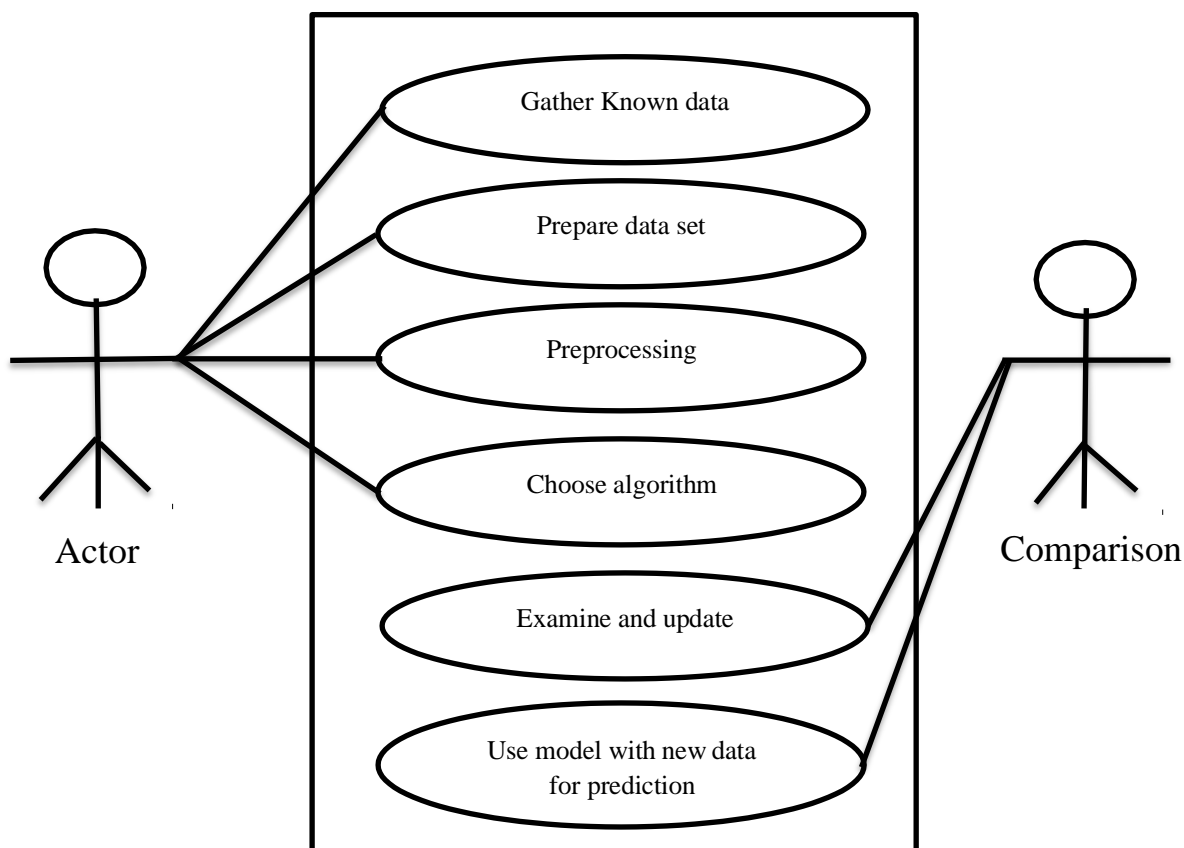 Gather Known data
Prepare data set
Preprocessing
Choose algorithm
Actor
Comparison
Examine and update
Use model with new data
for prediction